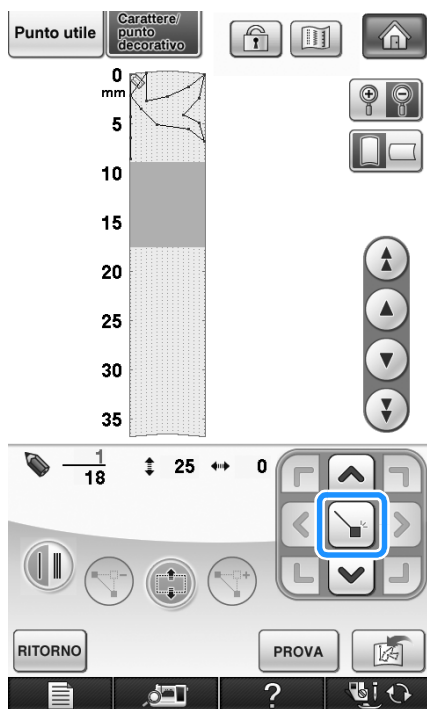 Punto utile
Carattere/
punto
decorativo
0
mm
5
10
15
20
25
30
35
1
18
25
0
RITORNO
PROVA
?